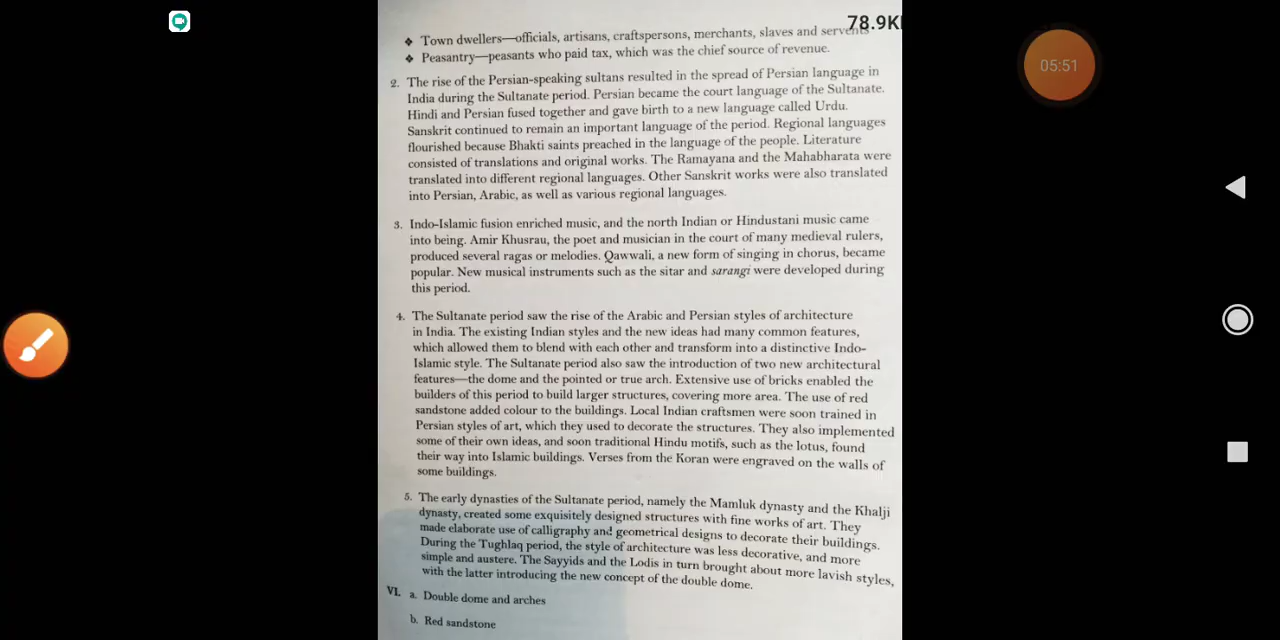 78.9K
05:51
❖ Town dwellers—officials, artisans, craftspersons, merchants, slaves and servents
❖ Peasantry—peasants who paid tax, which was the chief source of revenue.
2. The rise of the Persian-speaking sultans resulted in the spread of Persian language in
India during the Sultanate period. Persian became the court language of the Sultanate.
Hindi and Persian fused together and gave birth to a new language called Urdu.
Sanskrit continued to remain an important language of the period. Regional languages
flourished because Bhakti saints preached in the language of the people. Literature
consisted of translations and original works. The Ramayana and the Mahabharata were
translated into different regional languages. Other Sanskrit works were also translated
into Persian, Arabic, as well as various regional languages.
3. Indo-Islamic fusion enriched music, and the north Indian or Hindustani music came
into being. Amir Khusrau, the poet and musician in the court of many medieval rulers,
produced several ragas or melodies. Qawwali, a new form of singing in chorus, became
popular. New musical instruments such as the sitar and sarangi were developed during
this period.
4. The Sultanate period saw the rise of the Arabic and Persian styles of architecture
in India. The existing Indian styles and the new ideas had many common features,
which allowed them to blend with each other and transform into a distinctive Indo-
Islamic style. The Sultanate period also saw the introduction of two new architectural
features—the dome and the pointed or true arch. Extensive use of bricks enabled the
builders of this period to build larger structures, covering more area. The use of red
sandstone added colour to the buildings. Local Indian craftsmen were soon trained in
Persian styles of art, which they used to decorate the structures. They also implemented
some of their own ideas, and soon traditional Hindu motifs, such as the lotus, found
their way into Islamic buildings. Verses from the Koran were engraved on the walls of
some buildings.
5. The early dynasties of the Sultanate period, namely the Mamluk dynasty and the Khalji
dynasty, created some exquisitely designed structures with fine works of art. They
made elaborate use of calligraphy and geometrical designs to decorate their buildings.
During the Tughlaq period, the style of architecture was less decorative, and more
simple and austere. The Sayyids and the Lodis in turn brought about more lavish styles,
with the latter introducing the new concept of the double dome.
VI. a. Double dome and arches
b. Red sandstone